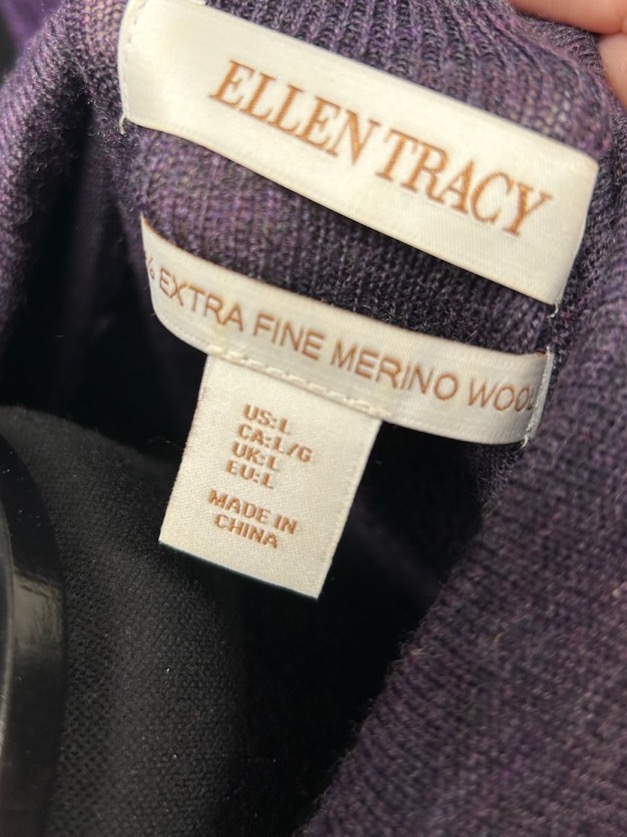 ELLEN TRACY
% EXTRA FINE MERINO WOOL
US:L
CA:L/G
UK:L
EU:L
MADE IN
CHINA